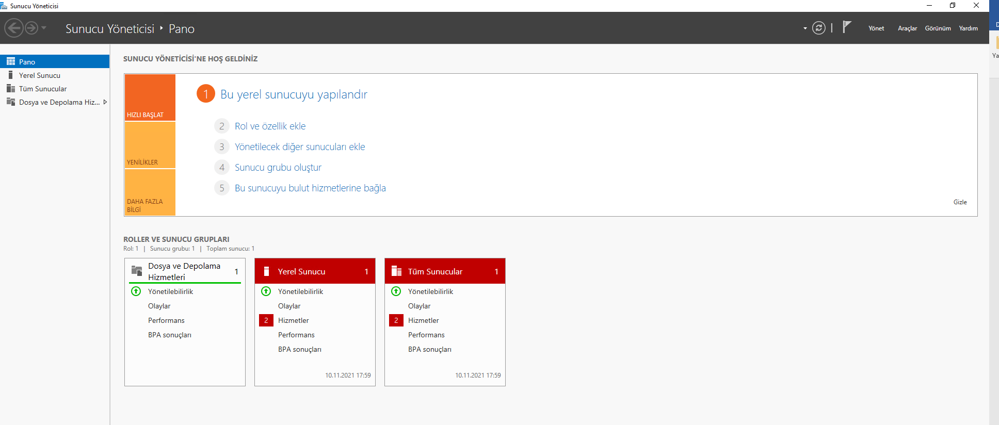 Sunucu Yöneticisi
Sunucu Yöneticisi ‣ Pano
Yönet Araçlar Görünüm Yardım
Pano
Yerel Sunucu
Tüm Sunucular
Dosya ve Depolama Hiz...
SUNUCU YÖNETİCİSİ'NE HOŞ GELDİNİZ
HIZLI BAŞLAT
YENİLİKLER
DAHA FAZLA
BİLGİ
1 Bu yerel sunucuyu yapılandır
2 Rol ve özellik ekle
3 Yönetilecek diğer sunucuları ekle
4 Sunucu grubu oluştur
5 Bu sunucuyu bulut hizmetlerine bağla
Gizle
ROLLER VE SUNUCU GRUPLARI
Rol: 1 | Sunucu grubu: 1 | Toplam sunucu: 1
Dosya ve Depolama
Hizmetleri 1
Yönetilebilirlik
Olaylar
Performans
BPA sonuçları
Yerel Sunucu 1
Yönetilebilirlik
Olaylar
2 Hizmetler
Performans
BPA sonuçları
10.11.2021 17:59
Tüm Sunucular 1
Yönetilebilirlik
Olaylar
2 Hizmetler
Performans
BPA sonuçları
10.11.2021 17:59
Ya